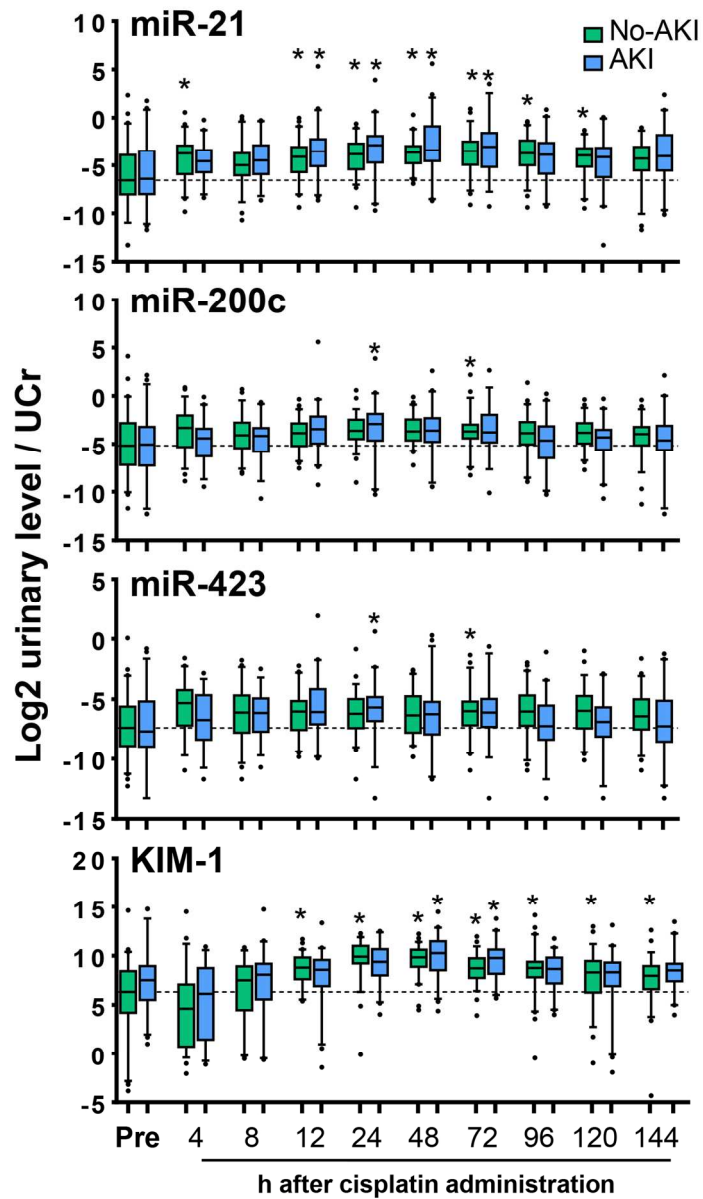 miR-21
No-AKI
AKI
10
5
0
-5
-10
-15
* * * * * * * * * * *
miR-200c
10
5
0
-5
-10
-15
* *
miR-423
5
0
-5
-10
-15
* *
KIM-1
20
15
10
5
0
-5
* * * * * * * * *
Log2 urinary level / UCr
Pre 4 8 12 24 48 72 96 120 144
h after cisplatin administration